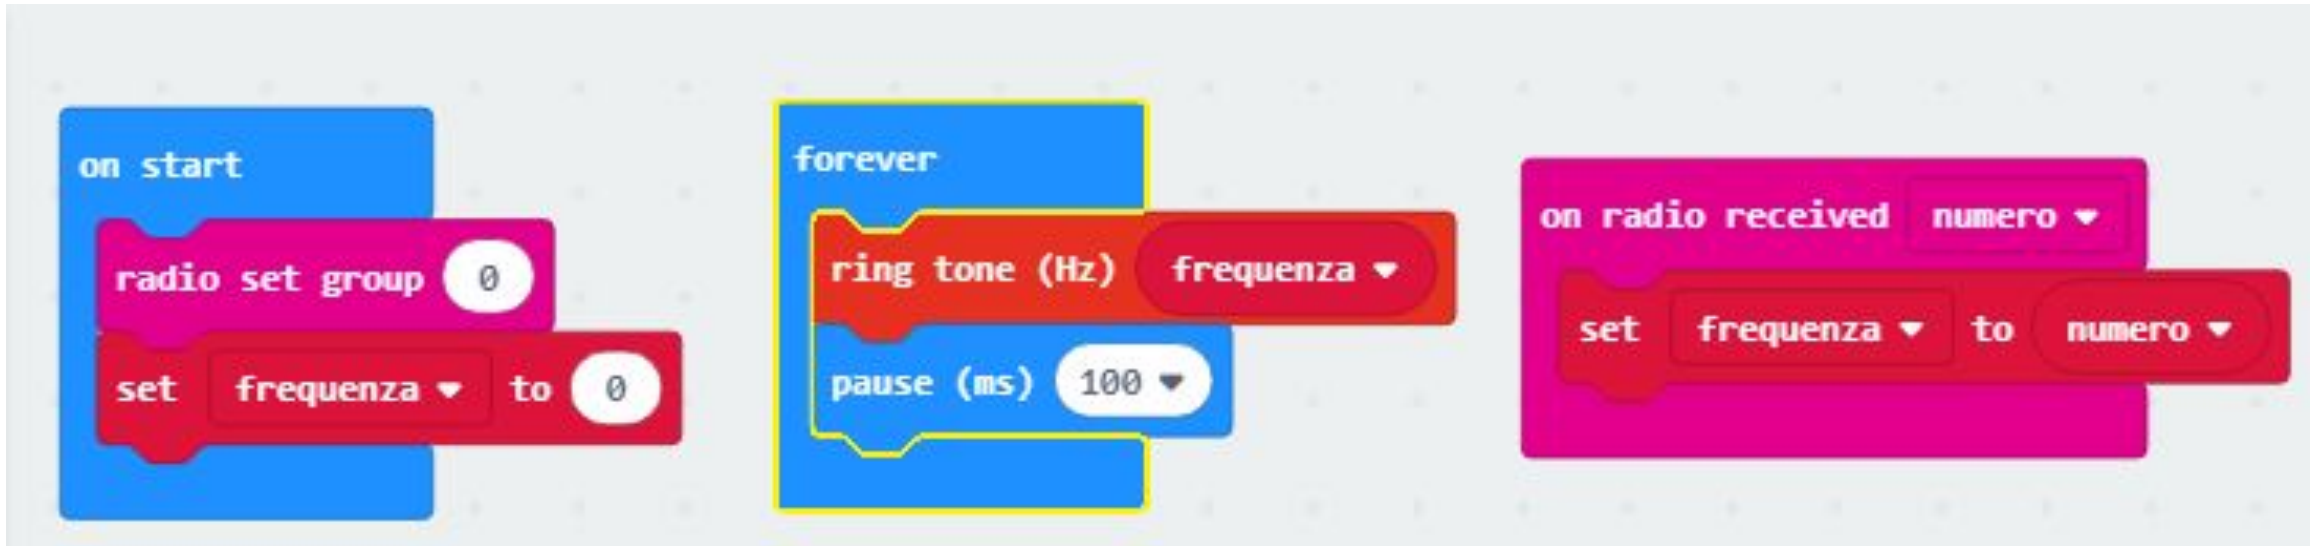 on start
radio set group 0
set frequenza to 0
forever
ring tone (Hz) frequenza
pause (ms) 100
on radio received numero
set frequenza to numero